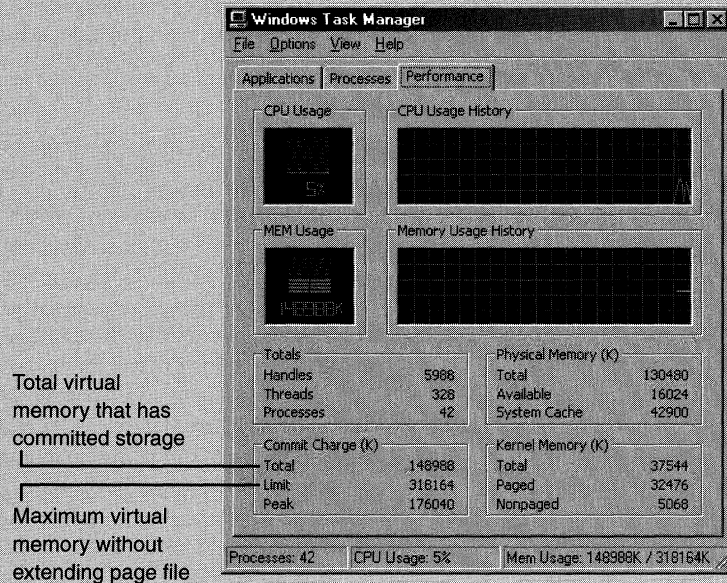 Windows Task Manager
File Options View Help
Applications Processes Performance
CPU Usage
CPU Usage History
5%
MEM Usage
Memory Usage History
148988K
Totals
Handles 5988
Threads 328
Processes 42
Physical Memory (K)
Total 130480
Available 16024
System Cache 42900
Commit Charge (K)
Total 148988
Limit 318164
Peak 176040
Kernel Memory (K)
Total 37544
Paged 32476
Nonpaged 5068
Processes: 42 CPU Usage: 5% Mem Usage: 148988K / 318164K
Total virtual
memory that has
committed storage
Maximum virtual
memory without
extending page file